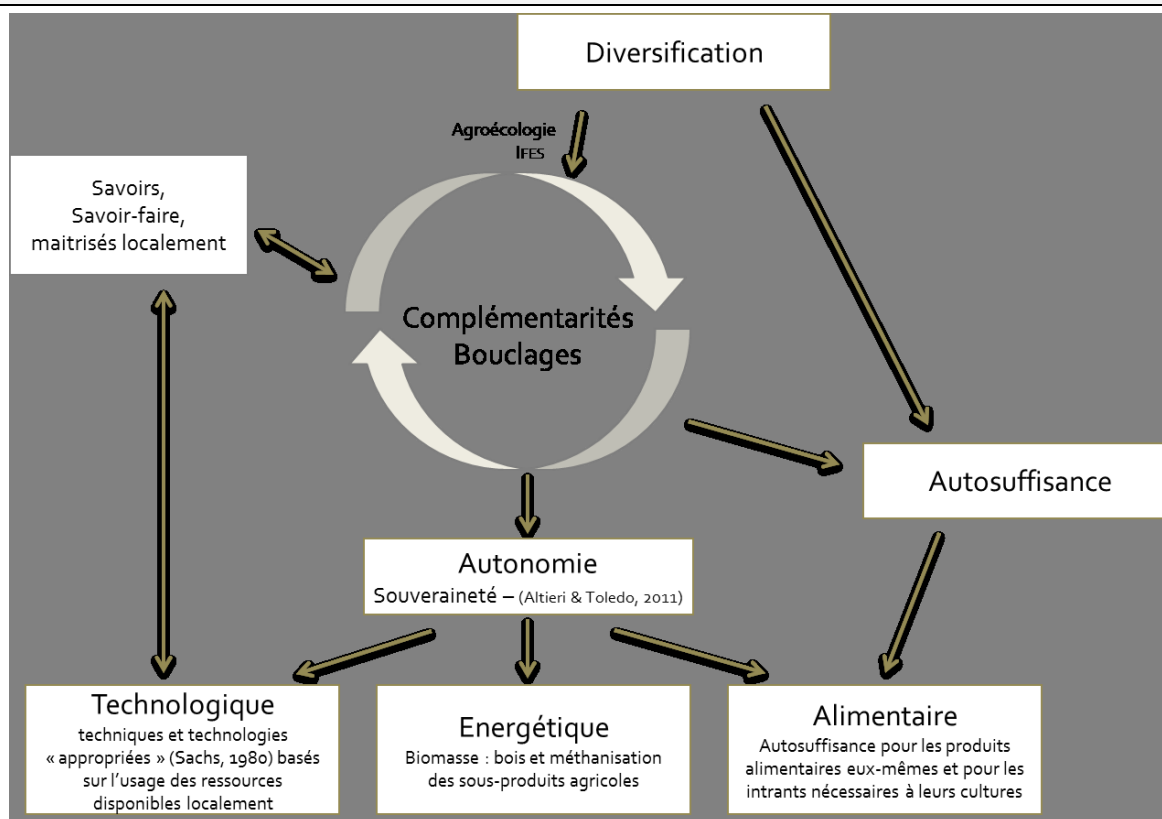 Diversification
Agroécologie
IFES
Savoirs,
Savoir-faire,
maitrisés localement
Complémentarités
Bouclages
Autosuffisance
Autonomie
Souveraineté – (Altieri & Toledo, 2011)
Technologique
techniques et technologies
« appropriées » (Sachs, 1980) basés
sur l'usage des ressources
disponibles localement
Energétique
Biomasse : bois et méthanisation
des sous-produits agricoles
Alimentaire
Autosuffisance pour les produits
alimentaires eux-mêmes et pour les
intrants nécessaires à leurs cultures